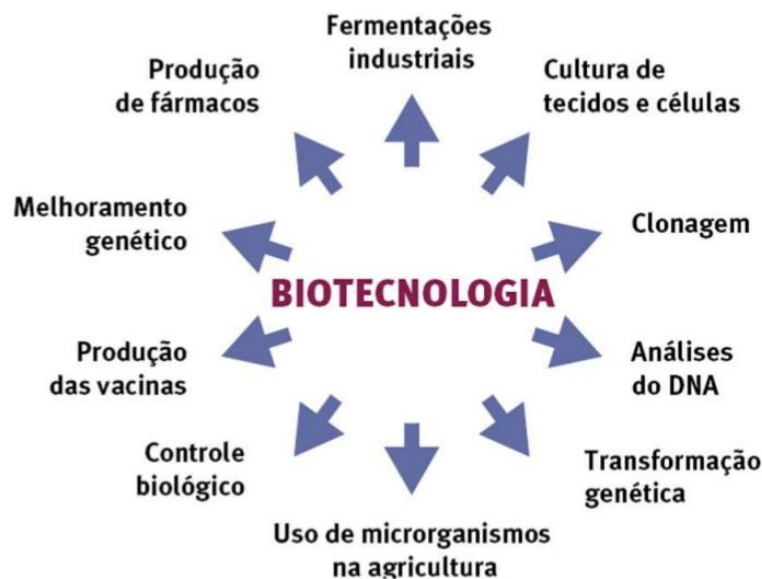 Fermentações
industriais
Produção
de fármacos
Cultura de
tecidos e células
Melhoramento
genético
Clonagem
BIOTECNOLOGIA
Produção
das vacinas
Análises
do DNA
Controle
biológico
Transformação
genética
Uso de microrganismos
na agricultura